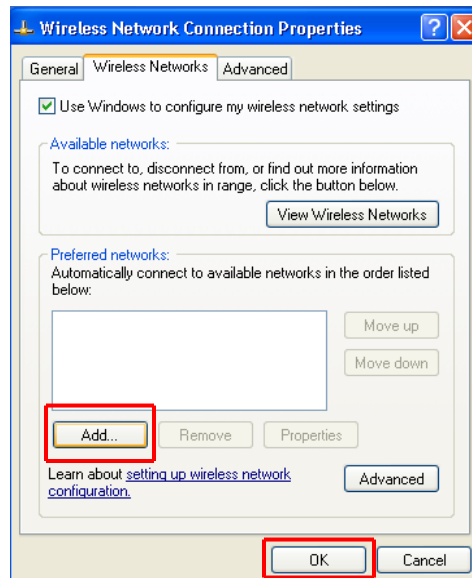 Wireless Network Connection Properties
General Wireless Networks Advanced
Use Windows to configure my wireless network settings
Available networks:
To connect to, disconnect from, or find out more information
about wireless networks in range, click the button below.
View Wireless Networks
Preferred networks:
Automatically connect to available networks in the order listed
below:
Move up
Move down
Add... Remove Properties
Learn about setting up wireless network
configuration.
Advanced
OK Cancel